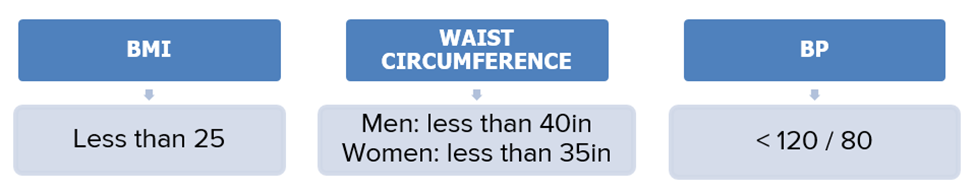 BMI
Less than 25
WAIST
CIRCUMFERENCE
Men: less than 40in
Women: less than 35in
BP
< 120 / 80